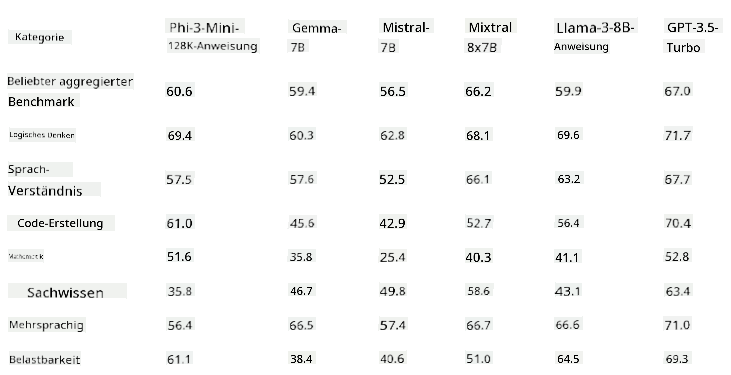 Kategorie Phi-3-Mini-128K-Anweisung Gemma-7B Mistral-7B Mixtral 8x7B Llama-3-8B-Anweisung GPT-3.5-Turbo
Beliebter aggregierter Benchmark 60.6 59.4 56.5 66.2 59.9 67.0
Logisches Denken 69.4 60.3 62.8 68.1 69.6 71.7
Sprach-Verständnis 57.5 57.6 52.5 66.1 63.2 67.7
Code-Erstellung 61.0 45.6 42.9 52.7 56.4 70.4
Mathematik 51.6 35.8 25.4 40.3 41.1 52.8
Sachwissen 35.8 46.7 49.8 58.6 43.1 63.4
Mehrsprachig 56.4 66.5 57.4 66.7 66.6 71.0
Belastbarkeit 61.1 38.4 40.6 51.0 64.5 69.3